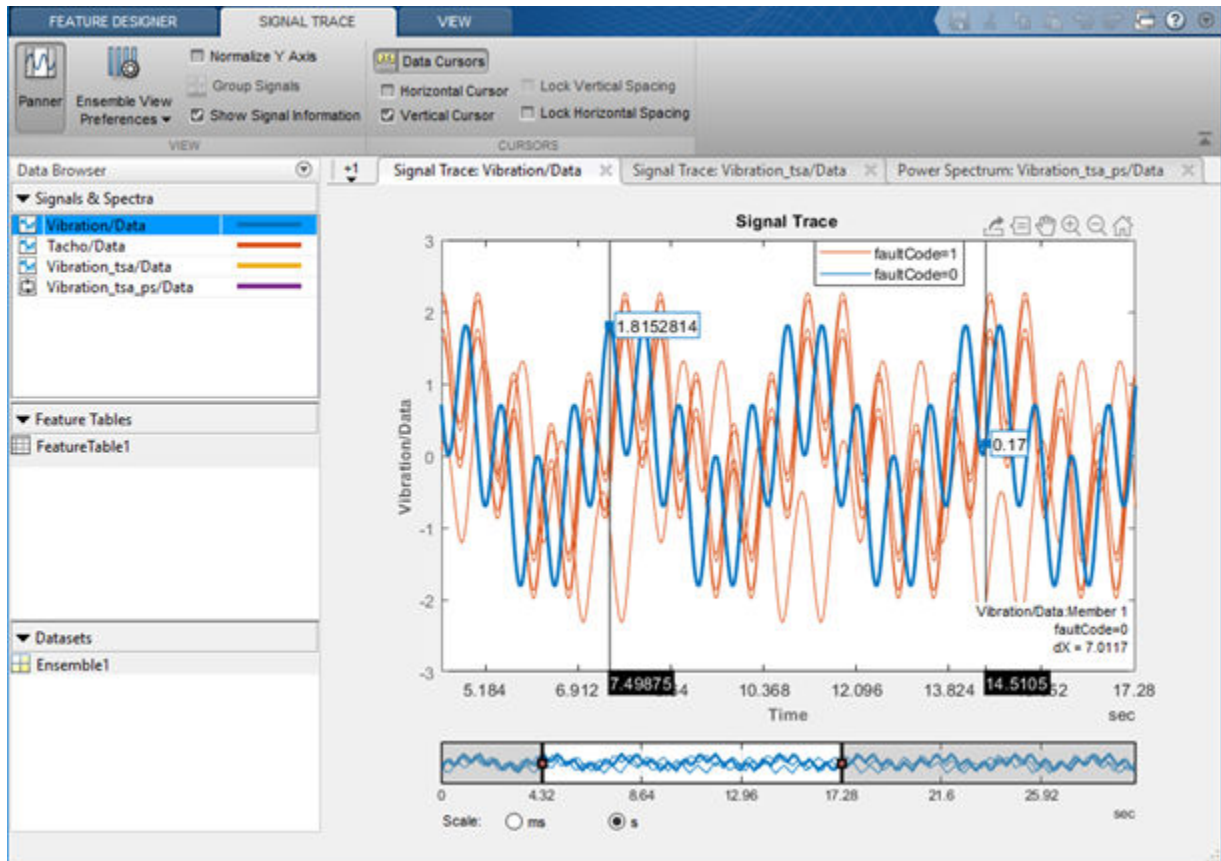 FEATURE DESIGNER
SIGNAL TRACE
VIEW
Panner
Ensemble View
Preferences
Normalize Y Axis
Group Signals
Show Signal Information
VIEW
Data Cursors
Horizontal Cursor
Lock Vertical Spacing
Vertical Cursor
Lock Horizontal Spacing
CURSORS
Data Browser
Signals & Spectra
Vibration/Data
Tacho/Data
Vibration_tsa/Data
Vibration_tsa_ps/Data
Feature Tables
FeatureTable1
Datasets
Ensemble1
+1
Signal Trace: Vibration/Data
Signal Trace: Vibration_tsa/Data
Power Spectrum: Vibration_tsa_ps/Data
Signal Trace
faultCode=1
faultCode=0
3
2
1
0
-1
-2
-3
Vibration/Data
1.8152814
0.17
Vibration/Data:Member 1
faultCode=0
dX = 7.0117
5.184 6.912 7.49875 10.368 12.096 13.824 14.5105 17.28
Time
sec
0 4.32 8.64 12.96 17.28 21.6 25.92
sec
Scale: ms s